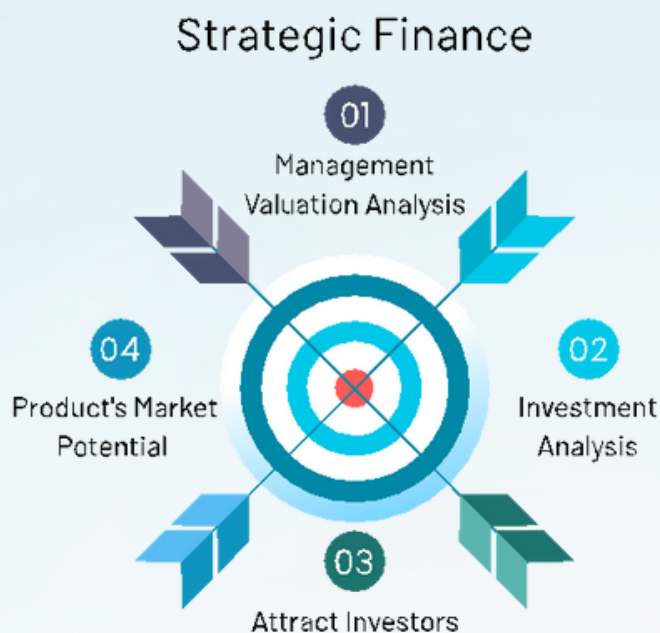 Strategic Finance
01
Management
Valuation Analysis
02
Investment
Analysis
03
Attract Investors
04
Product's Market
Potential